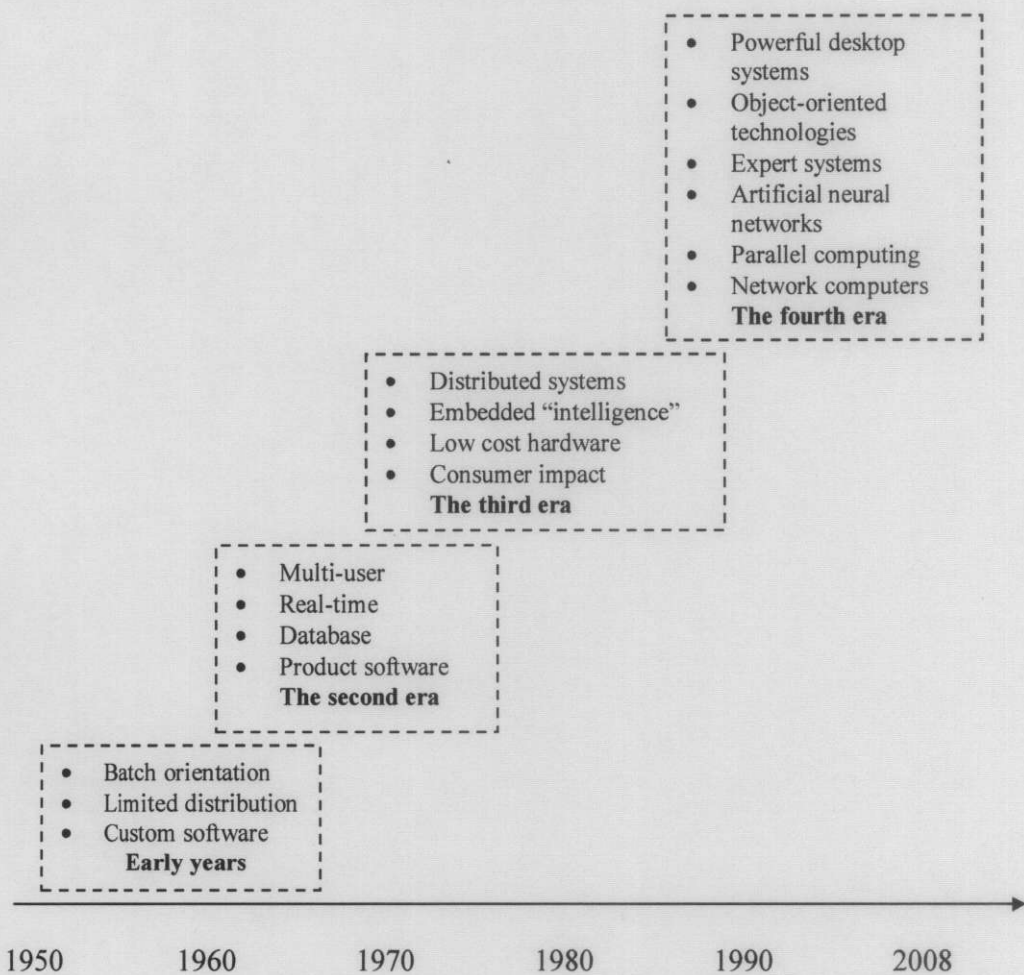 • Powerful desktop
systems
• Object-oriented
technologies
• Expert systems
• Artificial neural
networks
• Parallel computing
• Network computers
The fourth era
• Distributed systems
• Embedded “intelligence”
• Low cost hardware
• Consumer impact
The third era
• Multi-user
• Real-time
• Database
• Product software
The second era
• Batch orientation
• Limited distribution
• Custom software
Early years
1950 1960 1970 1980 1990 2008